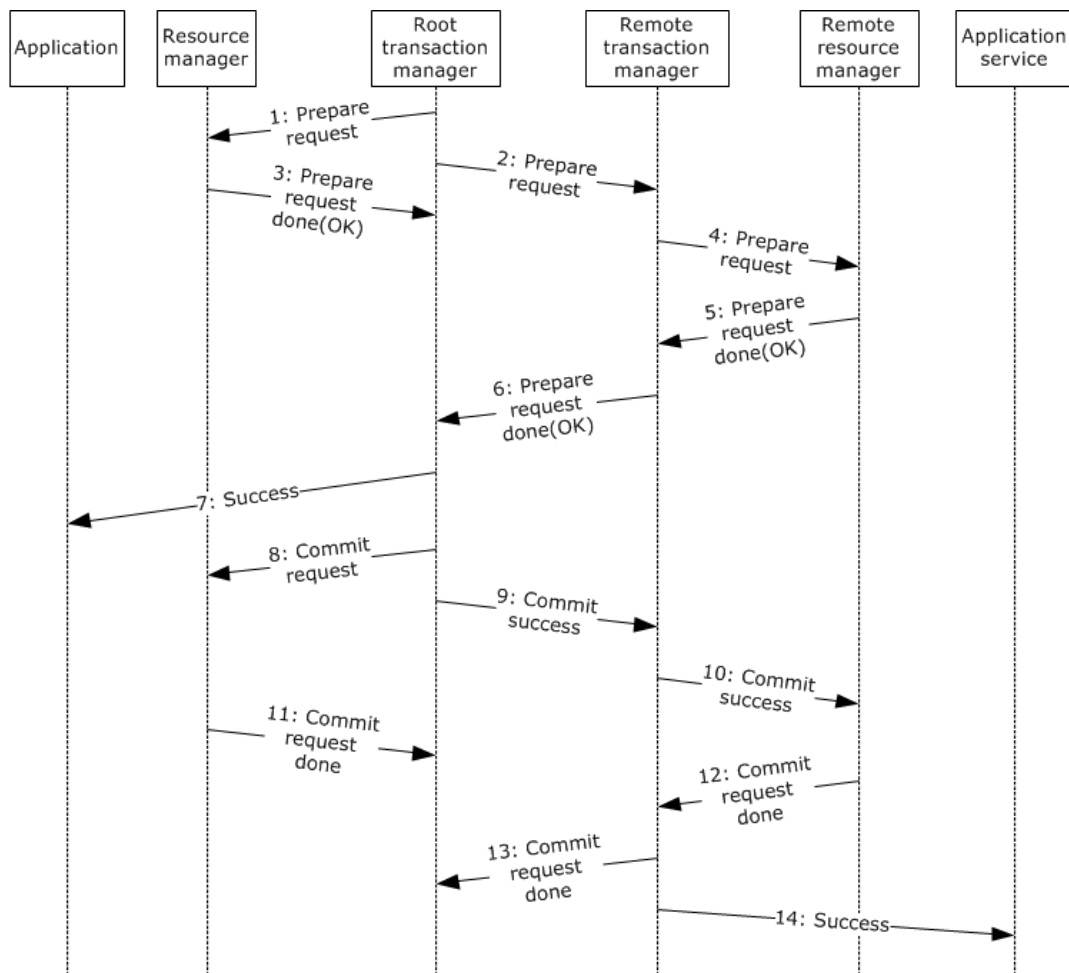 Application
Resource
manager
Root
transaction
manager
Remote
transaction
manager
Remote
resource
manager
Application
service
1: Prepare
request
2: Prepare
request
3: Prepare
request
done(OK)
4: Prepare
request
5: Prepare
request
done(OK)
6: Prepare
request
done(OK)
7: Success
8: Commit
request
9: Commit
success
10: Commit
success
11: Commit
request
done
12: Commit
request
done
13: Commit
request
done
14: Success